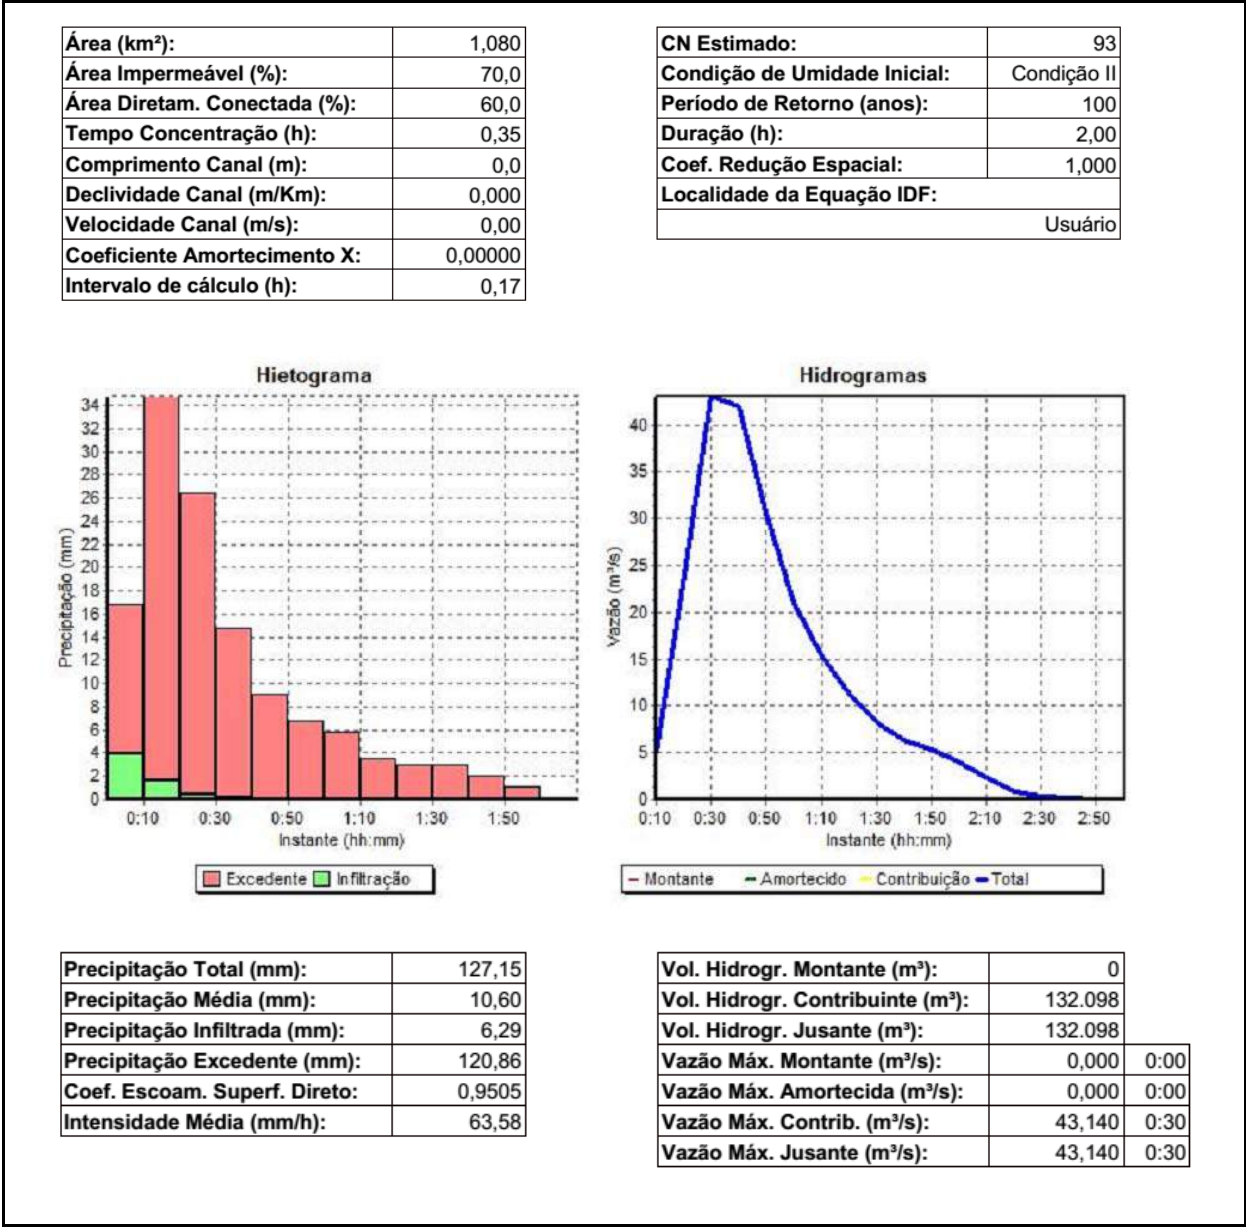 Área (km²): 1,080
Área Impermeável (%): 70,0
Área Diretam. Conectada (%): 60,0
Tempo Concentração (h): 0,35
Comprimento Canal (m): 0,0
Declividade Canal (m/Km): 0,000
Velocidade Canal (m/s): 0,00
Coeficiente Amortecimento X: 0,00000
Intervalo de cálculo (h): 0,17
CN Estimado: 93
Condição de Umidade Inicial: Condição II
Período de Retorno (anos): 100
Duração (h): 2,00
Coef. Redução Espacial: 1,000
Localidade da Equação IDF:
Usuário
Hietograma
Precipitação (mm)
34
32
30
28
26
24
22
20
18
16
14
12
10
8
6
4
2
0
0:10 0:30 0:50 1:10 1:30 1:50
Instante (hh:mm)
Excedente Infiltração
Hidrogramas
Vazão (m³/s)
40
35
30
25
20
15
10
5
0
0:10 0:30 0:50 1:10 1:30 1:50 2:10 2:30 2:50
Instante (hh:mm)
Montante Amortecido Contribuição Total
Precipitação Total (mm): 127,15
Precipitação Média (mm): 10,60
Precipitação Infiltrada (mm): 6,29
Precipitação Excedente (mm): 120,86
Coef. Escoam. Superf. Direto: 0,9505
Intensidade Média (mm/h): 63,58
Vol. Hidrogr. Montante (m³): 0
Vol. Hidrogr. Contribuinte (m³): 132.098
Vol. Hidrogr. Jusante (m³): 132.098
Vazão Máx. Montante (m³/s): 0,000 0:00
Vazão Máx. Amortecida (m³/s): 0,000 0:00
Vazão Máx. Contrib. (m³/s): 43,140 0:30
Vazão Máx. Jusante (m³/s): 43,140 0:30